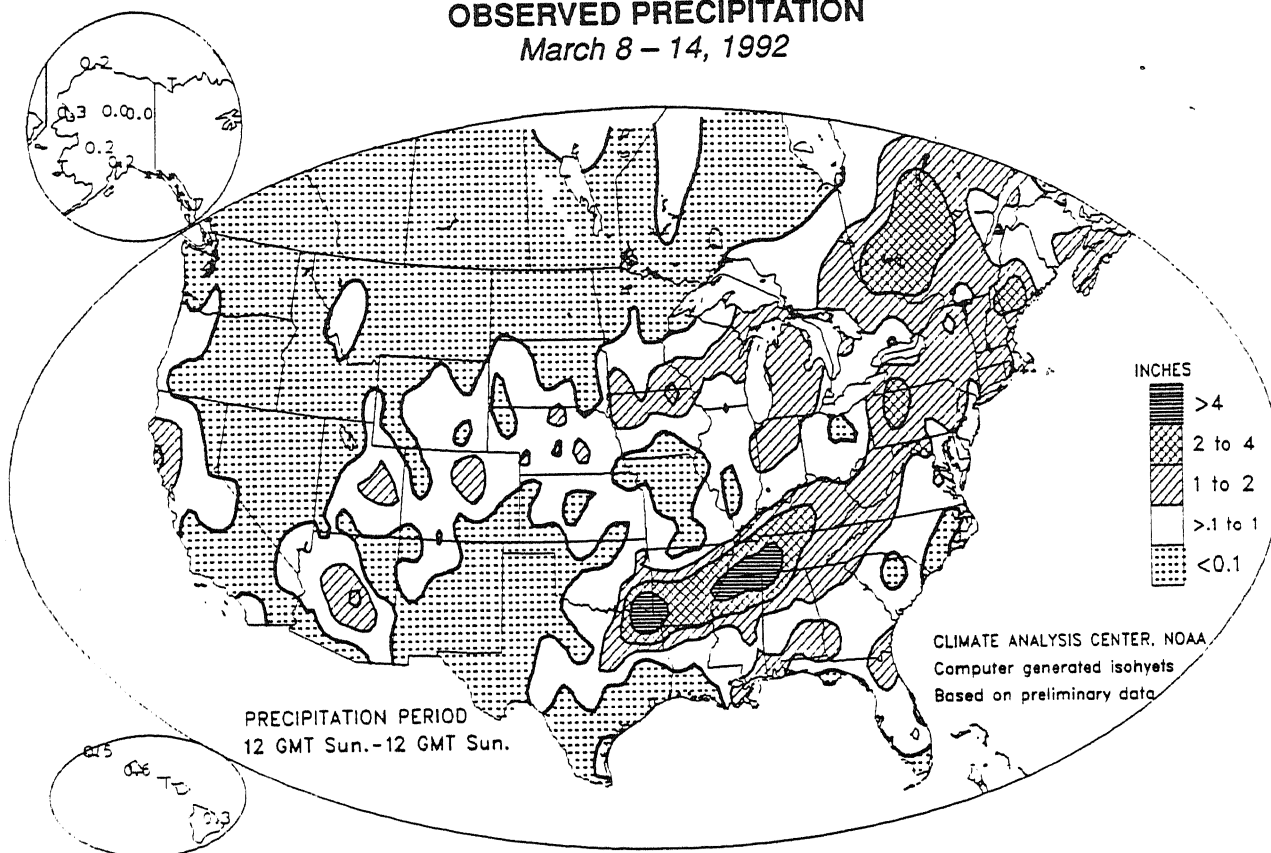 OBSERVED PRECIPITATION
March 8 – 14, 1992
0.2
T
0.3 0.0 0.0
0.2
T 0.2
INCHES
>4
2 to 4
1 to 2
>.1 to 1
<0.1
CLIMATE ANALYSIS CENTER, NOAA
Computer generated isohyets
Based on preliminary data
PRECIPITATION PERIOD
12 GMT Sun.-12 GMT Sun.
T
0.3